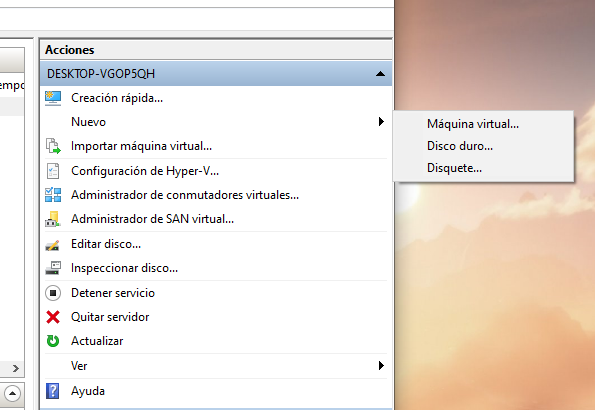 Acciones
DESKTOP-VGOP5QH
Creación rápida...
Nuevo
Máquina virtual...
Disco duro...
Disquete...
Importar máquina virtual...
Configuración de Hyper-V...
Administrador de conmutadores virtuales...
Administrador de SAN virtual...
Editar disco...
Inspeccionar disco...
Detener servicio
Quitar servidor
Actualizar
Ver
Ayuda